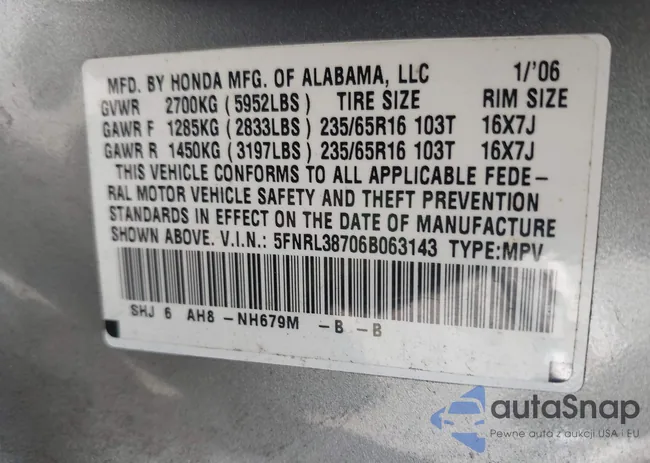 MFD. BY HONDA MFG. OF ALABAMA, LLC 1/'06
GVWR 2700KG (5952LBS) TIRE SIZE RIM SIZE
GAWR F 1285KG (2833LBS) 235/65R16 103T 16X7J
GAWR R 1450KG (3197LBS) 235/65R16 103T 16X7J
THIS VEHICLE CONFORMS TO ALL APPLICABLE FEDE-
RAL MOTOR VEHICLE SAFETY AND THEFT PREVENTION
STANDARDS IN EFFECT ON THE DATE OF MANUFACTURE
SHOWN ABOVE. V.I.N.: 5FNRL38706B063143 TYPE:MPV
SHJ 6 AH8 -NH679M -B -B
autaSnap
Pewne auta z aukcji USA i EU